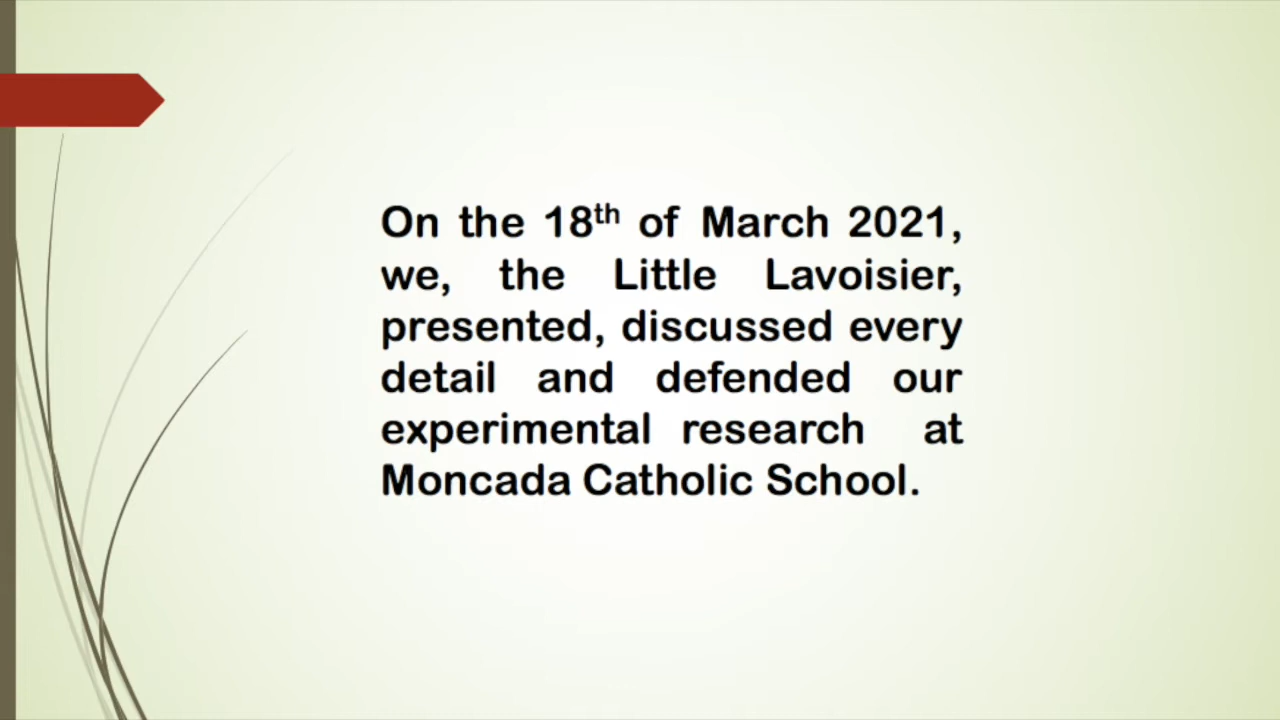 On the 18th of March 2021,
we, the Little Lavoisier,
presented, discussed every
detail and defended our
experimental research at
Moncada Catholic School.